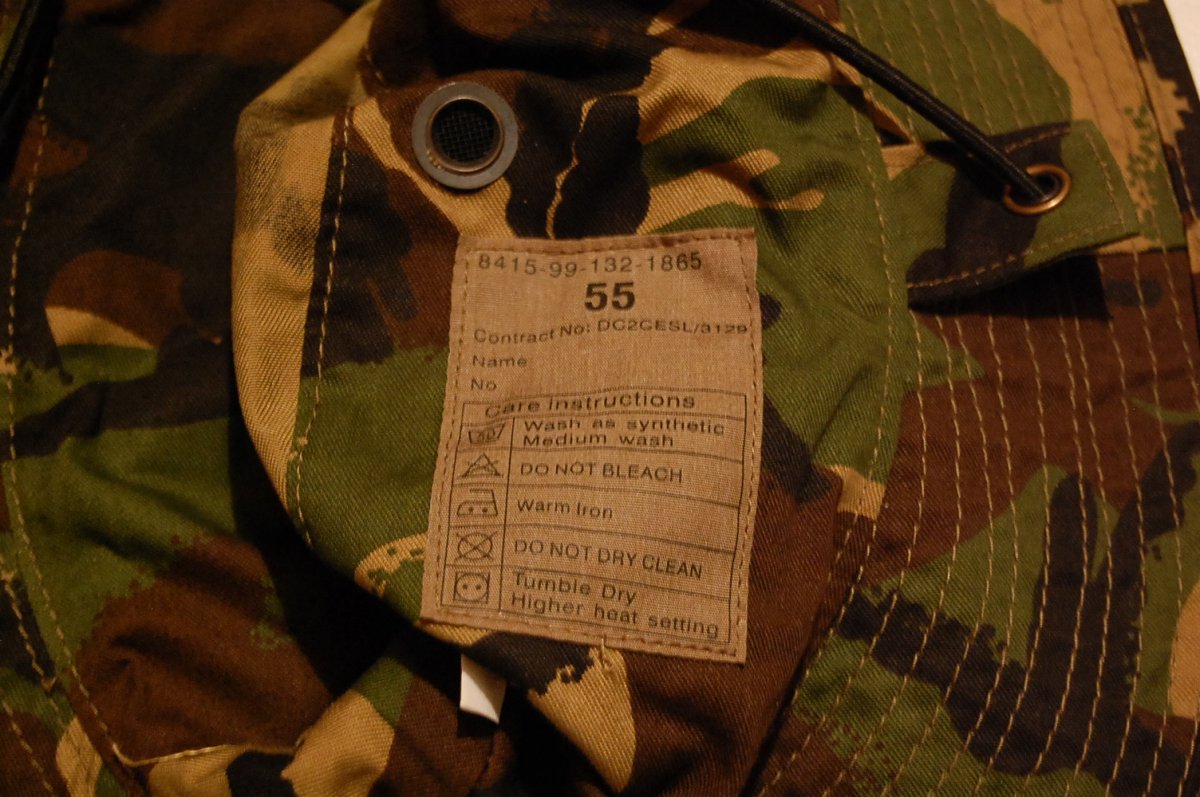 8415-99-132-1865
55
Contract No: DC2CESL/3129
Name
No
Care instructions
Wash as synthetic
Medium wash
DO NOT BLEACH
Warm Iron
DO NOT DRY CLEAN
Tumble Dry
Higher heat setting